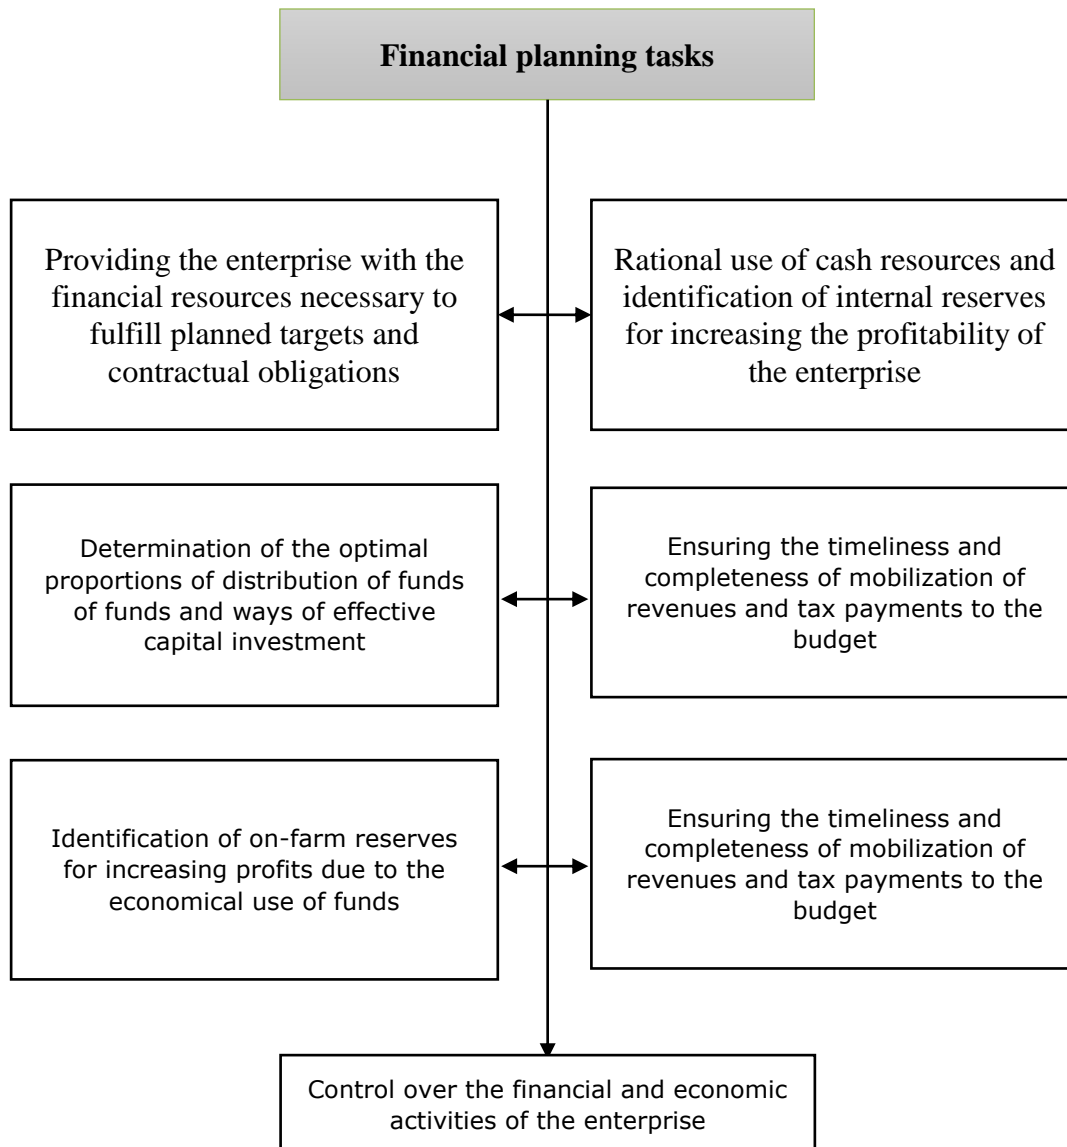 Financial planning tasks
Providing the enterprise with the
financial resources necessary to
fulfill planned targets and
contractual obligations
Rational use of cash resources and
identification of internal reserves
for increasing the profitability of
the enterprise
Determination of the optimal
proportions of distribution of funds
of funds and ways of effective
capital investment
Ensuring the timeliness and
completeness of mobilization of
revenues and tax payments to the
budget
Identification of on-farm reserves
for increasing profits due to the
economical use of funds
Ensuring the timeliness and
completeness of mobilization of
revenues and tax payments to the
budget
Control over the financial and economic
activities of the enterprise